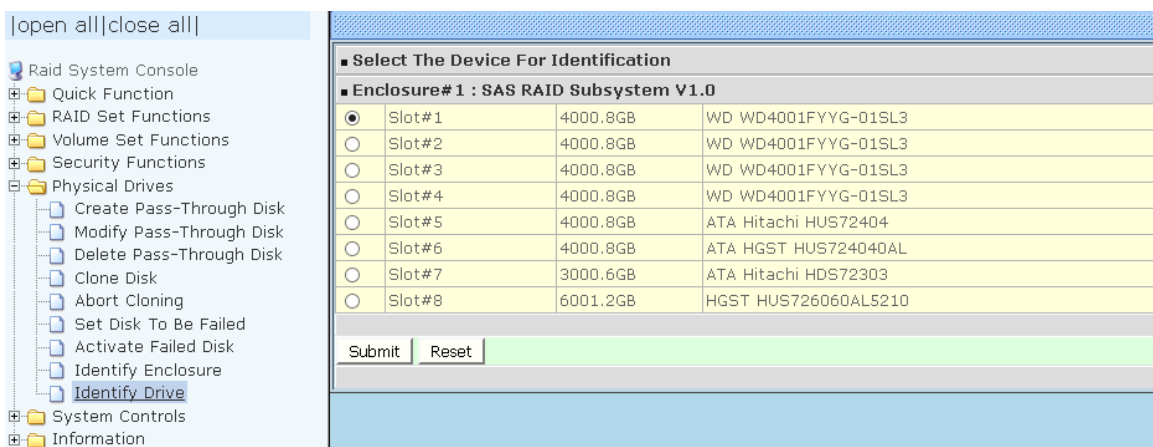 |open all|close all|
Raid System Console
Quick Function
RAID Set Functions
Volume Set Functions
Security Functions
Physical Drives
Create Pass-Through Disk
Modify Pass-Through Disk
Delete Pass-Through Disk
Clone Disk
Abort Cloning
Set Disk To Be Failed
Activate Failed Disk
Identify Enclosure
Identify Drive
System Controls
Information
Select The Device For Identification
Enclosure#1 : SAS RAID Subsystem V1.0
Slot#1 4000.8GB WD WD4001FYYG-01SL3
Slot#2 4000.8GB WD WD4001FYYG-01SL3
Slot#3 4000.8GB WD WD4001FYYG-01SL3
Slot#4 4000.8GB WD WD4001FYYG-01SL3
Slot#5 4000.8GB ATA Hitachi HUS72404
Slot#6 4000.8GB ATA HGST HUS724040AL
Slot#7 3000.6GB ATA Hitachi HDS72303
Slot#8 6001.2GB HGST HUS726060AL5210
Submit Reset